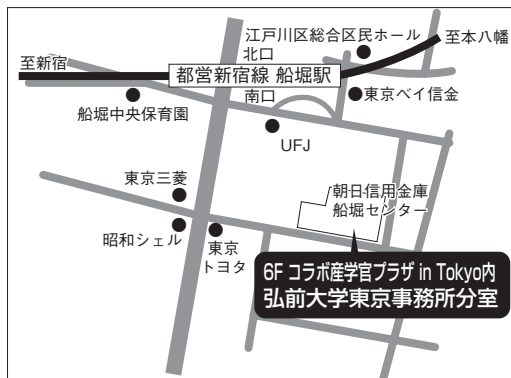 江戸川区総合区民ホール
至本八幡
北口
至新宿
都営新宿線 船堀駅
南口
東京ベイ信金
船堀中央保育園
UFJ
東京三菱
朝日信用金庫
船堀センター
昭和シェル
東京
トヨタ
6F コラボ産学官プラザ in Tokyo内
弘前大学東京事務所分室